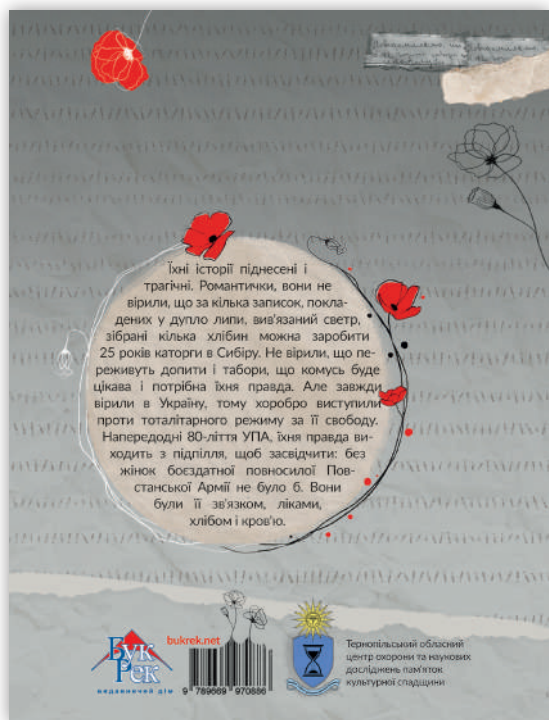 Їхні історії піднесені і
трагічні. Романтички, вони не
вірили, що за кілька записок, покла-
дених у дупло липи, вив'язаний светр,
зібрані кілька хлібин можна заробити
25 років каторги в Сибіру. Не вірили, що пе-
реживуть допити і табори, що комусь буде
цікава і потрібна їхня правда. Але завжди
вірили в Україну, тому хоробро виступили
проти тоталітарного режиму за її свободу.
Напередодні 80-ліття УПА, їхня правда ви-
ходить з підпілля, щоб засвідчити: без
жінок боєздатної повносилої Пов-
станської Армії не було б. Вони
були її зв'язком, ліками,
хлібом і кров'ю.
БУК
РЕК
видавничий дім
bukrek.net
9 789669 970886
Тернопільський обласний
центр охорони та наукових
досліджень пам'яток
культурної спадщини